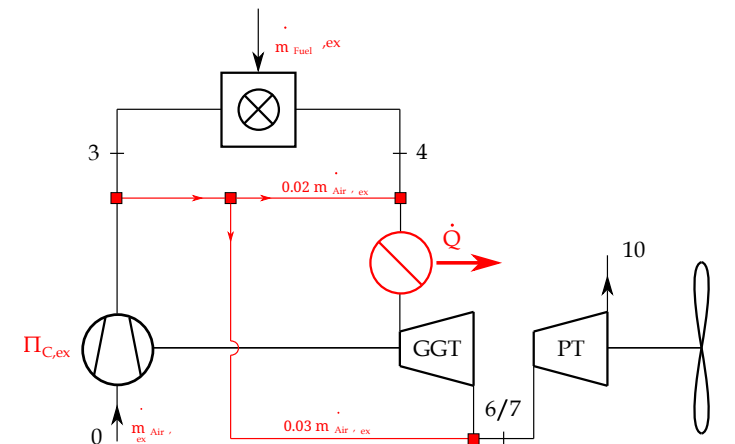 ṁ Fuel ,ex
3
4
0.02 ṁ Air , ex
Q̇
10
Π C,ex
GGT
PT
6/7
0.03 ṁ Air , ex
0
ṁ Air ,
ex